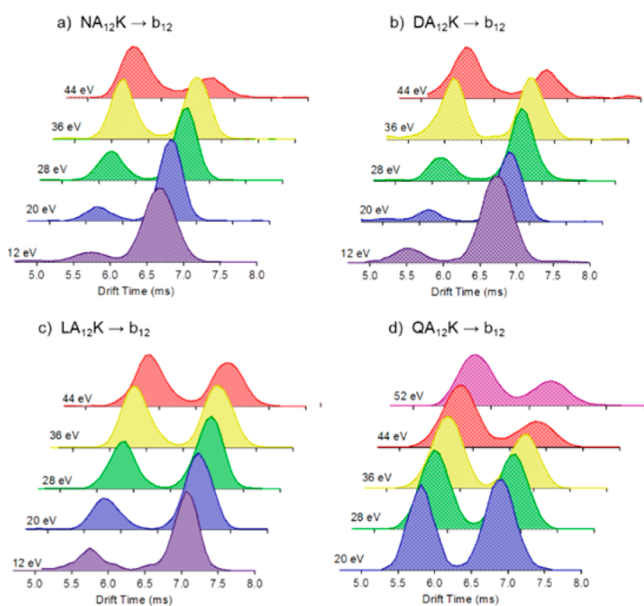 a) NA₁₂K → b₁₂
44 eV
36 eV
28 eV
20 eV
12 eV
5.0 5.5 6.0 6.5 7.0 7.5 8.0
Drift Time (ms)
b) DA₁₂K → b₁₂
44 eV
36 eV
28 eV
20 eV
12 eV
5.0 5.5 6.0 6.5 7.0 7.5 8.0
Drift Time (ms)
c) LA₁₂K → b₁₂
44 eV
36 eV
28 eV
20 eV
12 eV
5.0 5.5 6.0 6.5 7.0 7.5 8.0
Drift Time (ms)
d) QA₁₂K → b₁₂
52 eV
44 eV
36 eV
28 eV
20 eV
5.0 5.5 6.0 6.5 7.0 7.5 8.0
Drift Time (ms)